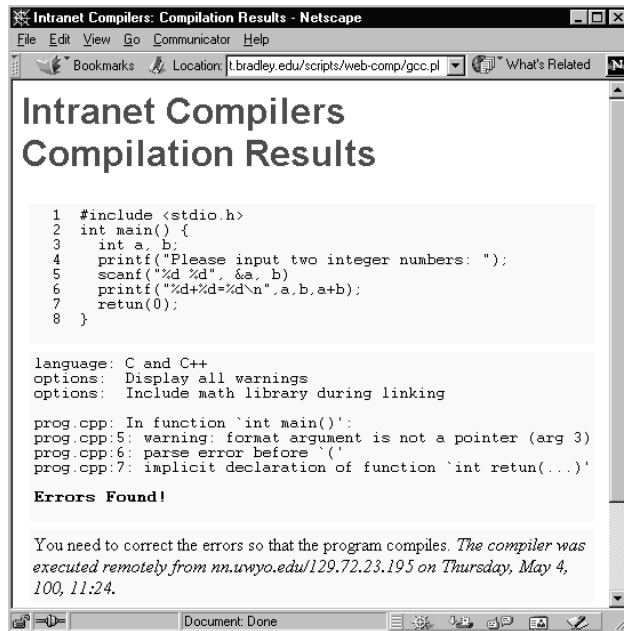 Intranet Compilers: Compilation Results - Netscape
File Edit View Go Communicator Help
Bookmarks Location: t.bradley.edu/scripts/web-comp/gcc.pl What's Related N
Intranet Compilers
Compilation Results
1 #include <stdio.h>
2 int main() {
3 int a, b;
4 printf("Please input two integer numbers: ");
5 scanf("%d %d", &a, b)
6 printf("%d+%d=%d\n",a,b,a+b);
7 retun(0);
8 }
language: C and C++
options: Display all warnings
options: Include math library during linking
prog.cpp: In function `int main()':
prog.cpp:5: warning: format argument is not a pointer (arg 3)
prog.cpp:6: parse error before `('
prog.cpp:7: implicit declaration of function `int retun(...)'
Errors Found!
You need to correct the errors so that the program compiles. The compiler was
executed remotely from nn.uwyo.edu/129.72.23.195 on Thursday, May 4,
100, 11:24.
Document: Done